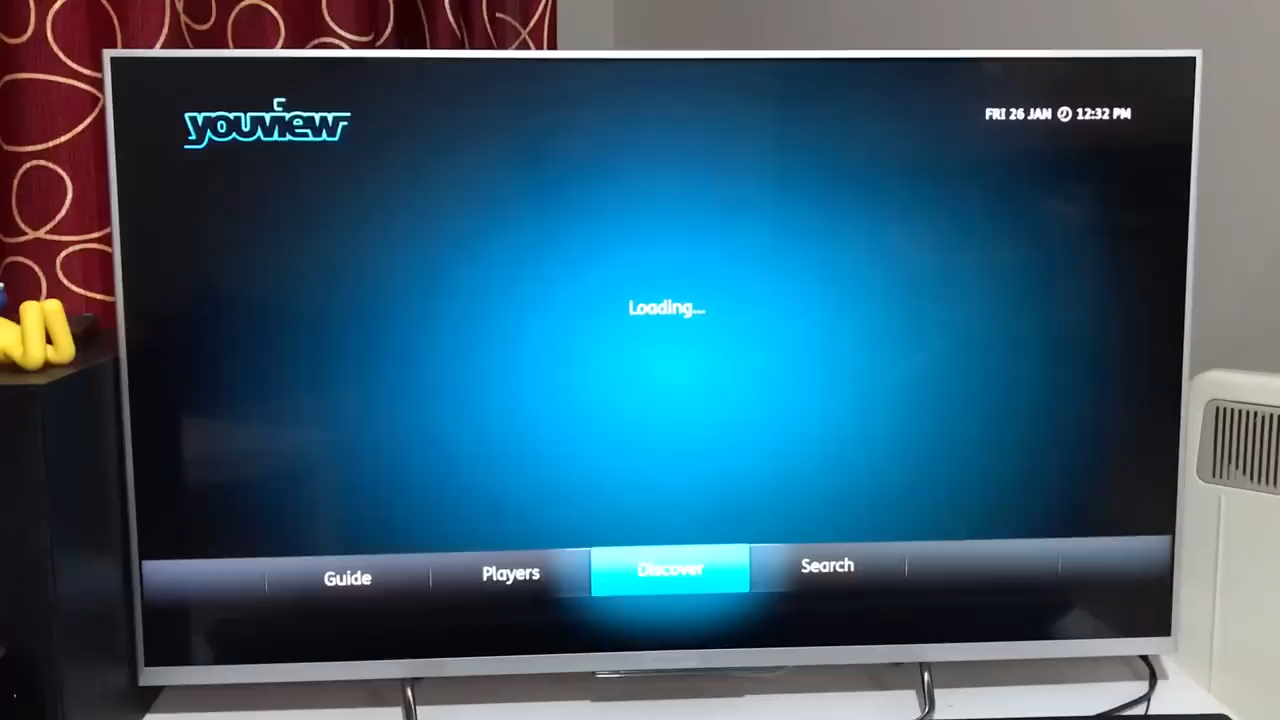 youview
FRI 26 JAN 12:32 PM
Loading...
Guide
Players
Discover
Search